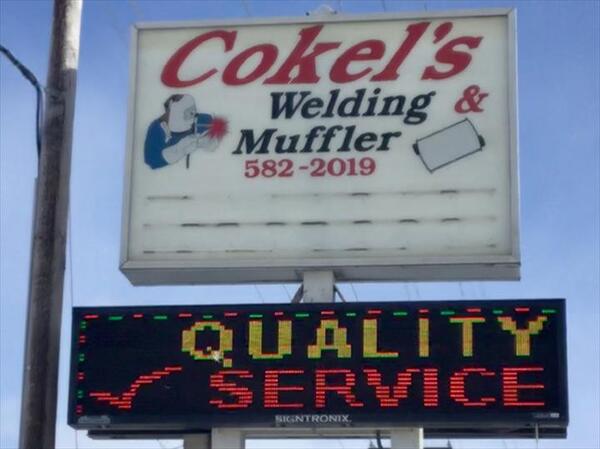 Cokel's
Welding &
Muffler
582-2019
QUALITY
SERVICE
SIGNTRONIX